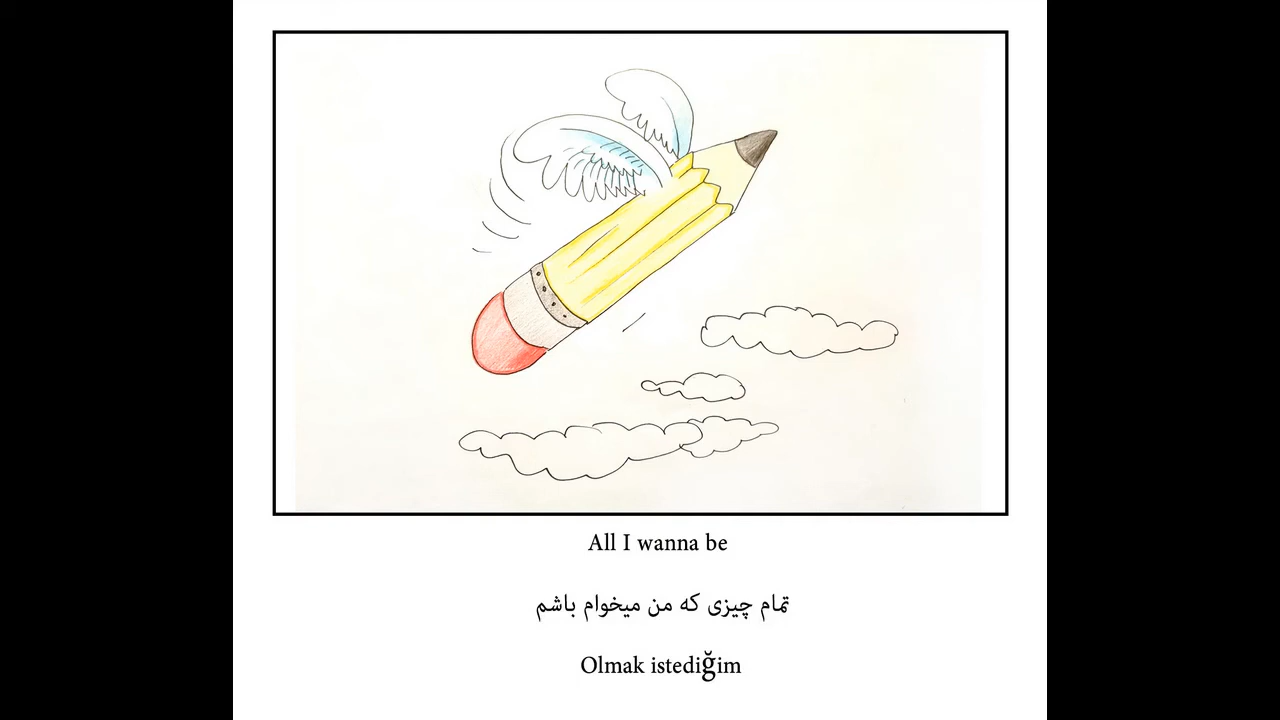 All I wanna be
تمام چیزی که من میخوام باشم
Olmak istediğim